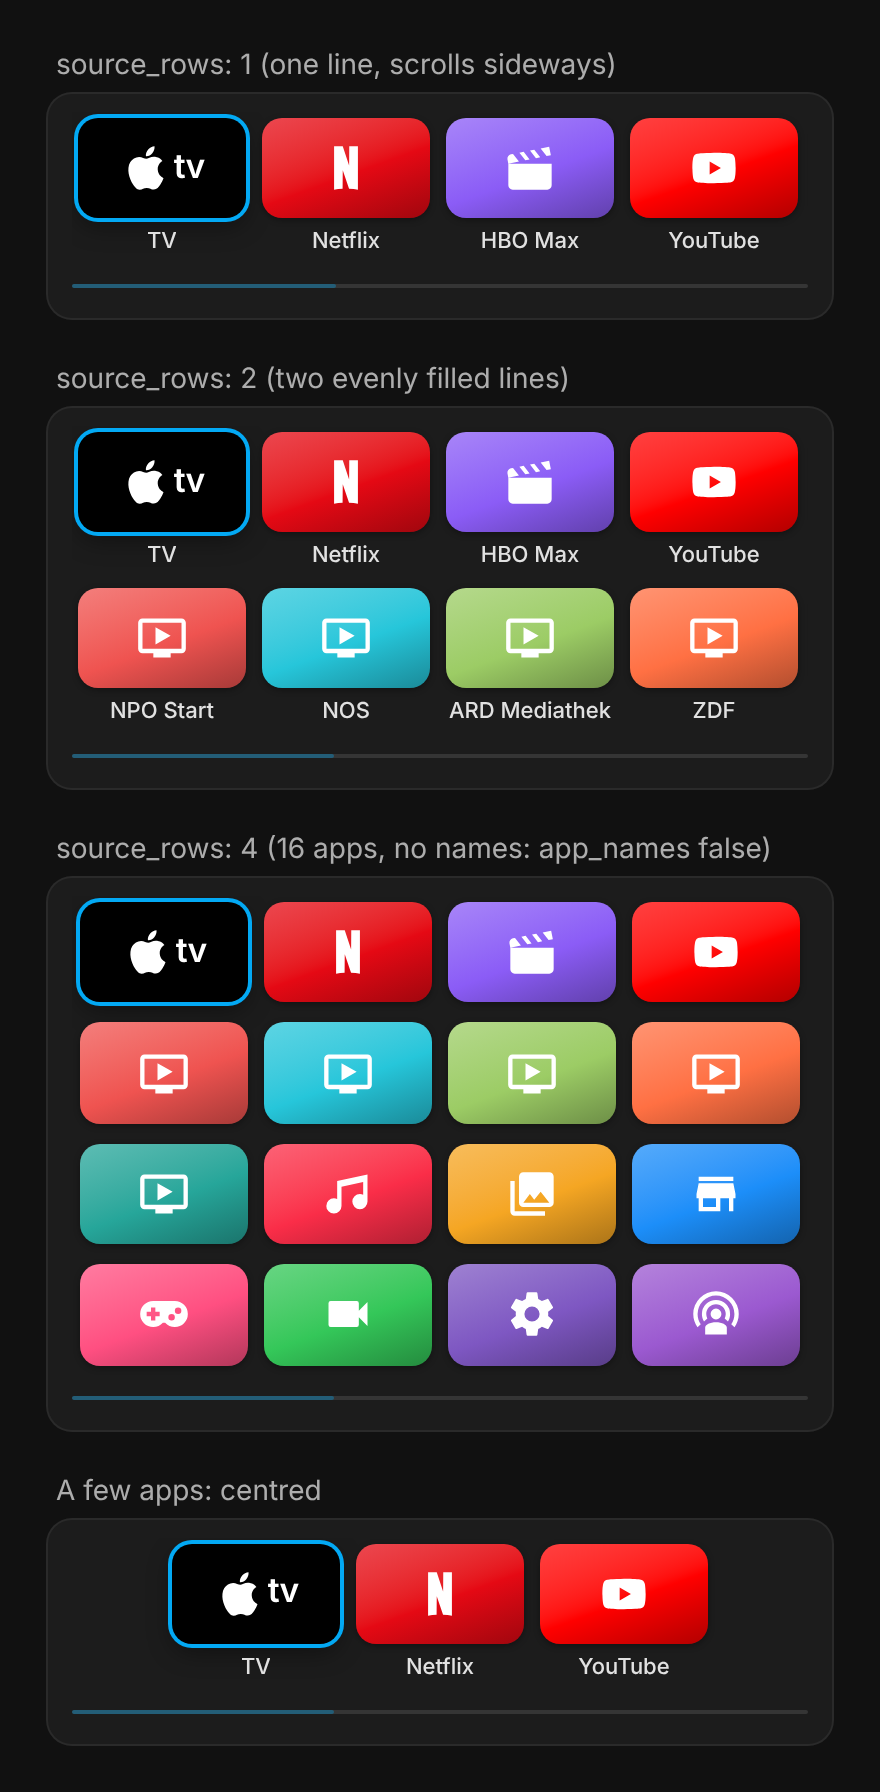 source_rows: 1 (one line, scrolls sideways)
tv
TV Netflix HBO Max YouTube
source_rows: 2 (two evenly filled lines)
tv
TV Netflix HBO Max YouTube
NPO Start NOS ARD Mediathek ZDF
source_rows: 4 (16 apps, no names: app_names false)
tv
A few apps: centred
tv
TV Netflix YouTube